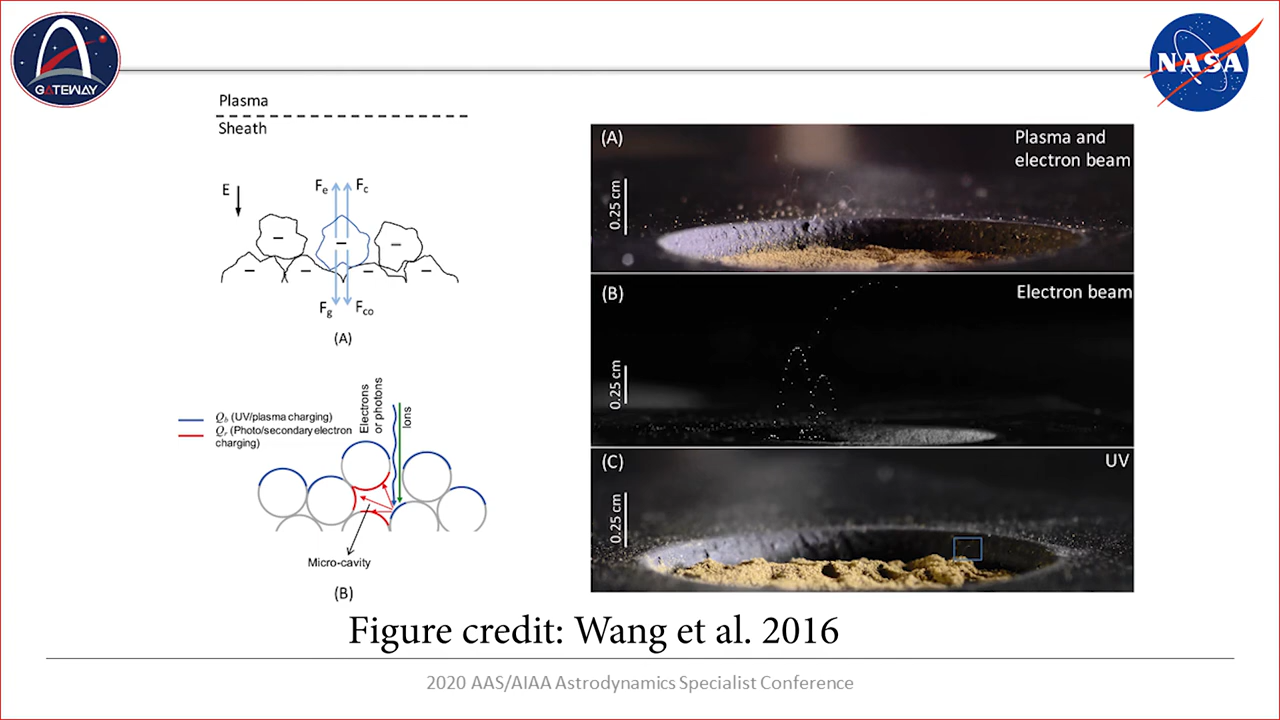 GATEWAY
NASA
Plasma
Sheath
E
Fe
Fc
Fg
Fco
(A)
Qb (UV/plasma charging)
Qe (Photo/secondary electron
charging)
Electrons
or photons
Ions
Micro-cavity
(B)
(A)
Plasma and
electron beam
0.25 cm
(B)
Electron beam
0.25 cm
(C)
UV
0.25 cm
Figure credit: Wang et al. 2016
2020 AAS/AIAA Astrodynamics Specialist Conference